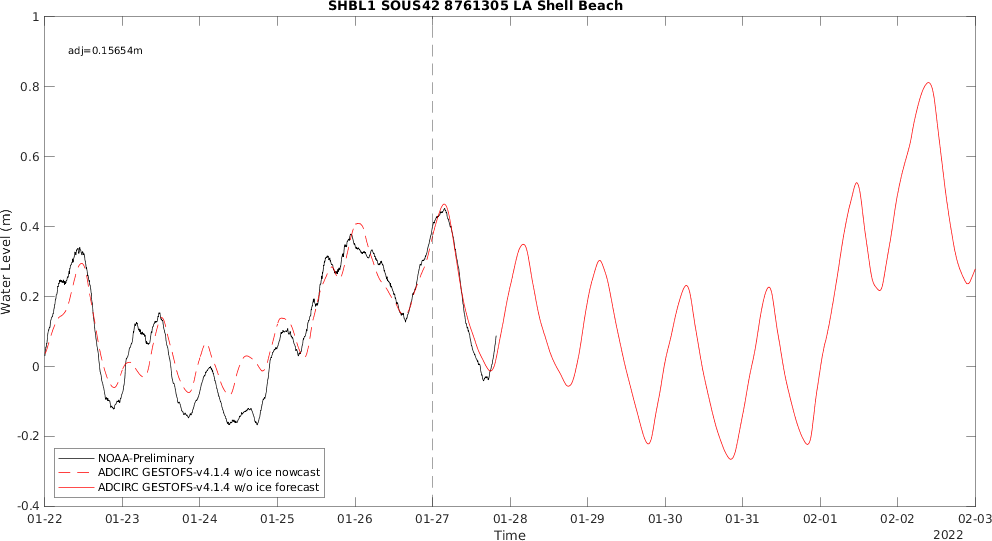 SHBL1 SOUS42 8761305 LA Shell Beach
adj=0.15654m
Water Level (m)
1
0.8
0.6
0.4
0.2
0
-0.2
-0.4
NOAA-Preliminary
ADCIRC GESTOFS-v4.1.4 w/o ice nowcast
ADCIRC GESTOFS-v4.1.4 w/o ice forecast
01-22 01-23 01-24 01-25 01-26 01-27 01-28 01-29 01-30 01-31 02-01 02-02 02-03
Time
2022